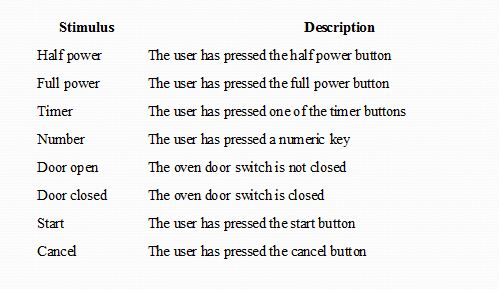 Stimulus Description
Half power The user has pressed the half power button
Full power The user has pressed the full power button
Timer The user has pressed one of the timer buttons
Number The user has pressed a numeric key
Door open The oven door switch is not closed
Door closed The oven door switch is closed
Start The user has pressed the start button
Cancel The user has pressed the cancel button